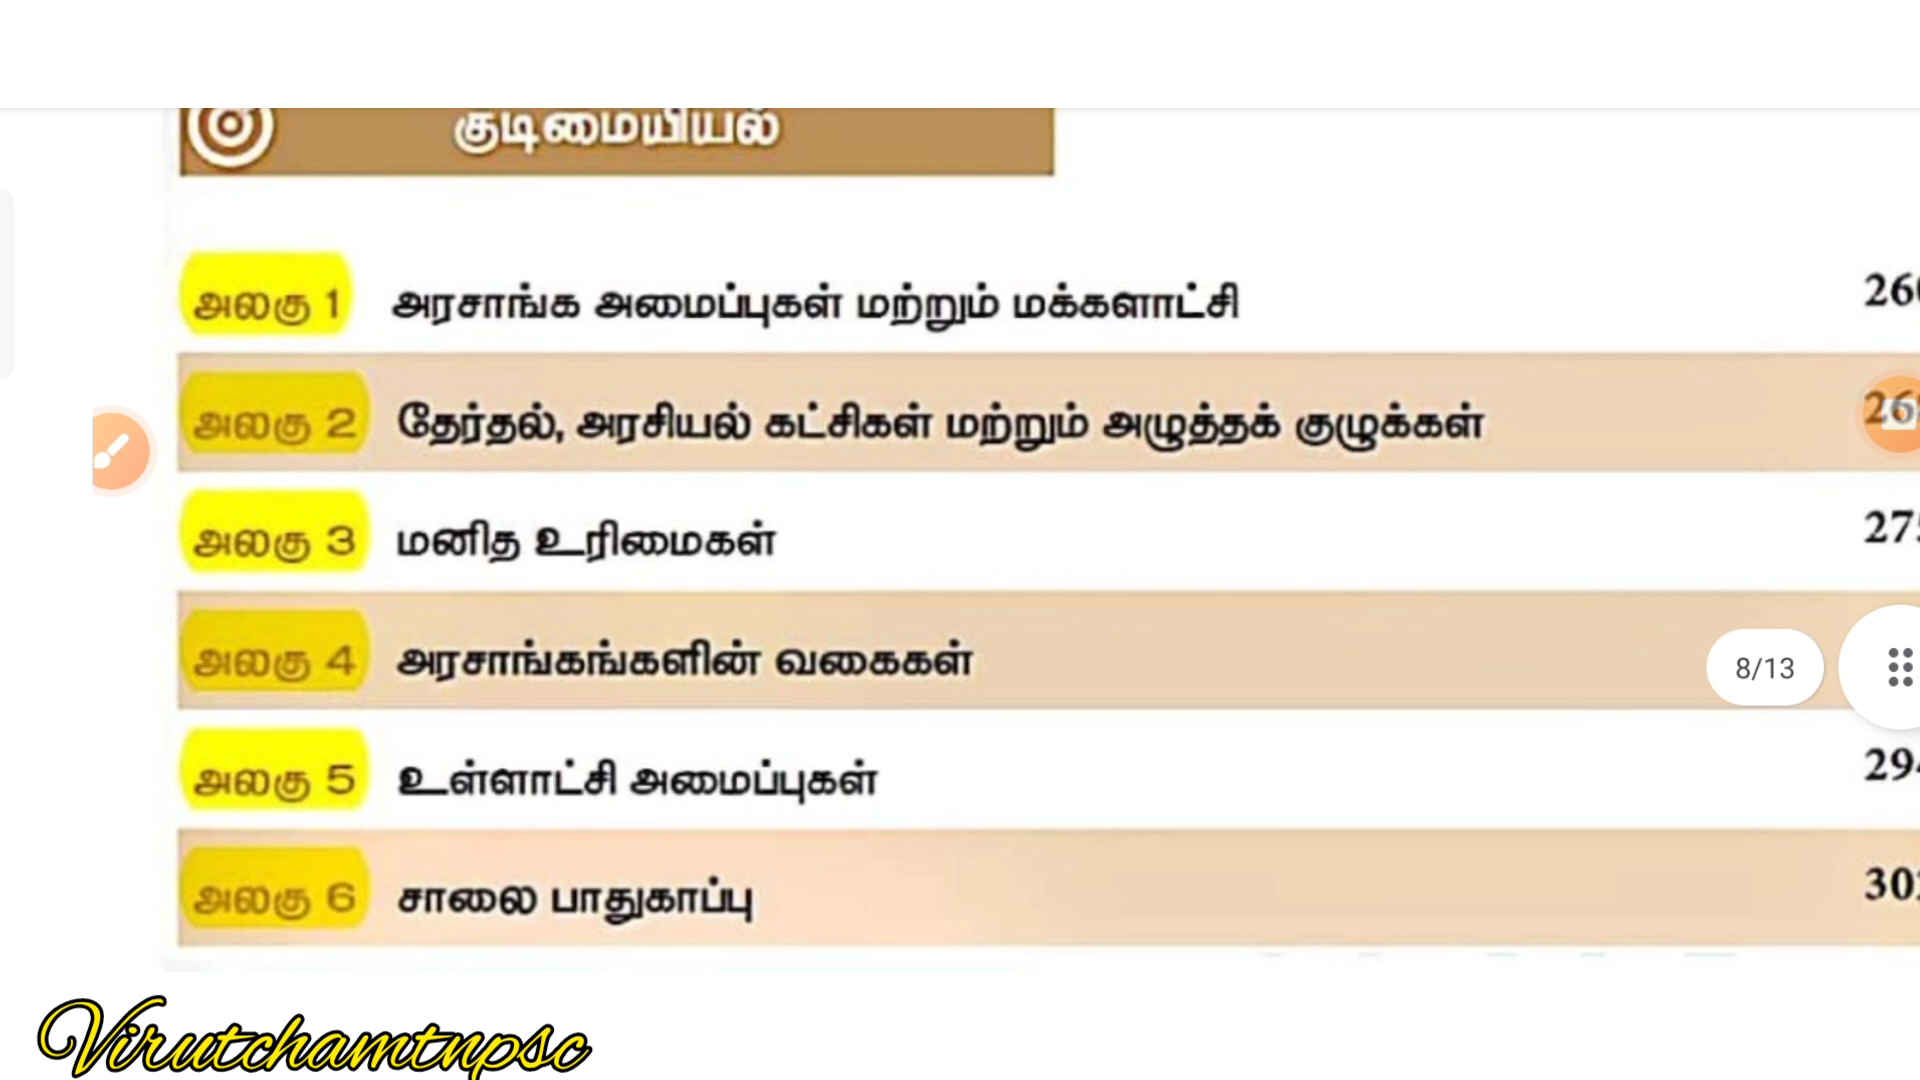 குடிமையியல்
அலகு 1 அரசாங்க அமைப்புகள் மற்றும் மக்களாட்சி
அலகு 2 தேர்தல், அரசியல் கட்சிகள் மற்றும் அழுத்தக் குழுக்கள்
அலகு 3 மனித உரிமைகள்
அலகு 4 அரசாங்கங்களின் வகைகள்
8/13
அலகு 5 உள்ளாட்சி அமைப்புகள்
அலகு 6 சாலை பாதுகாப்பு
Virutchamtnpsc